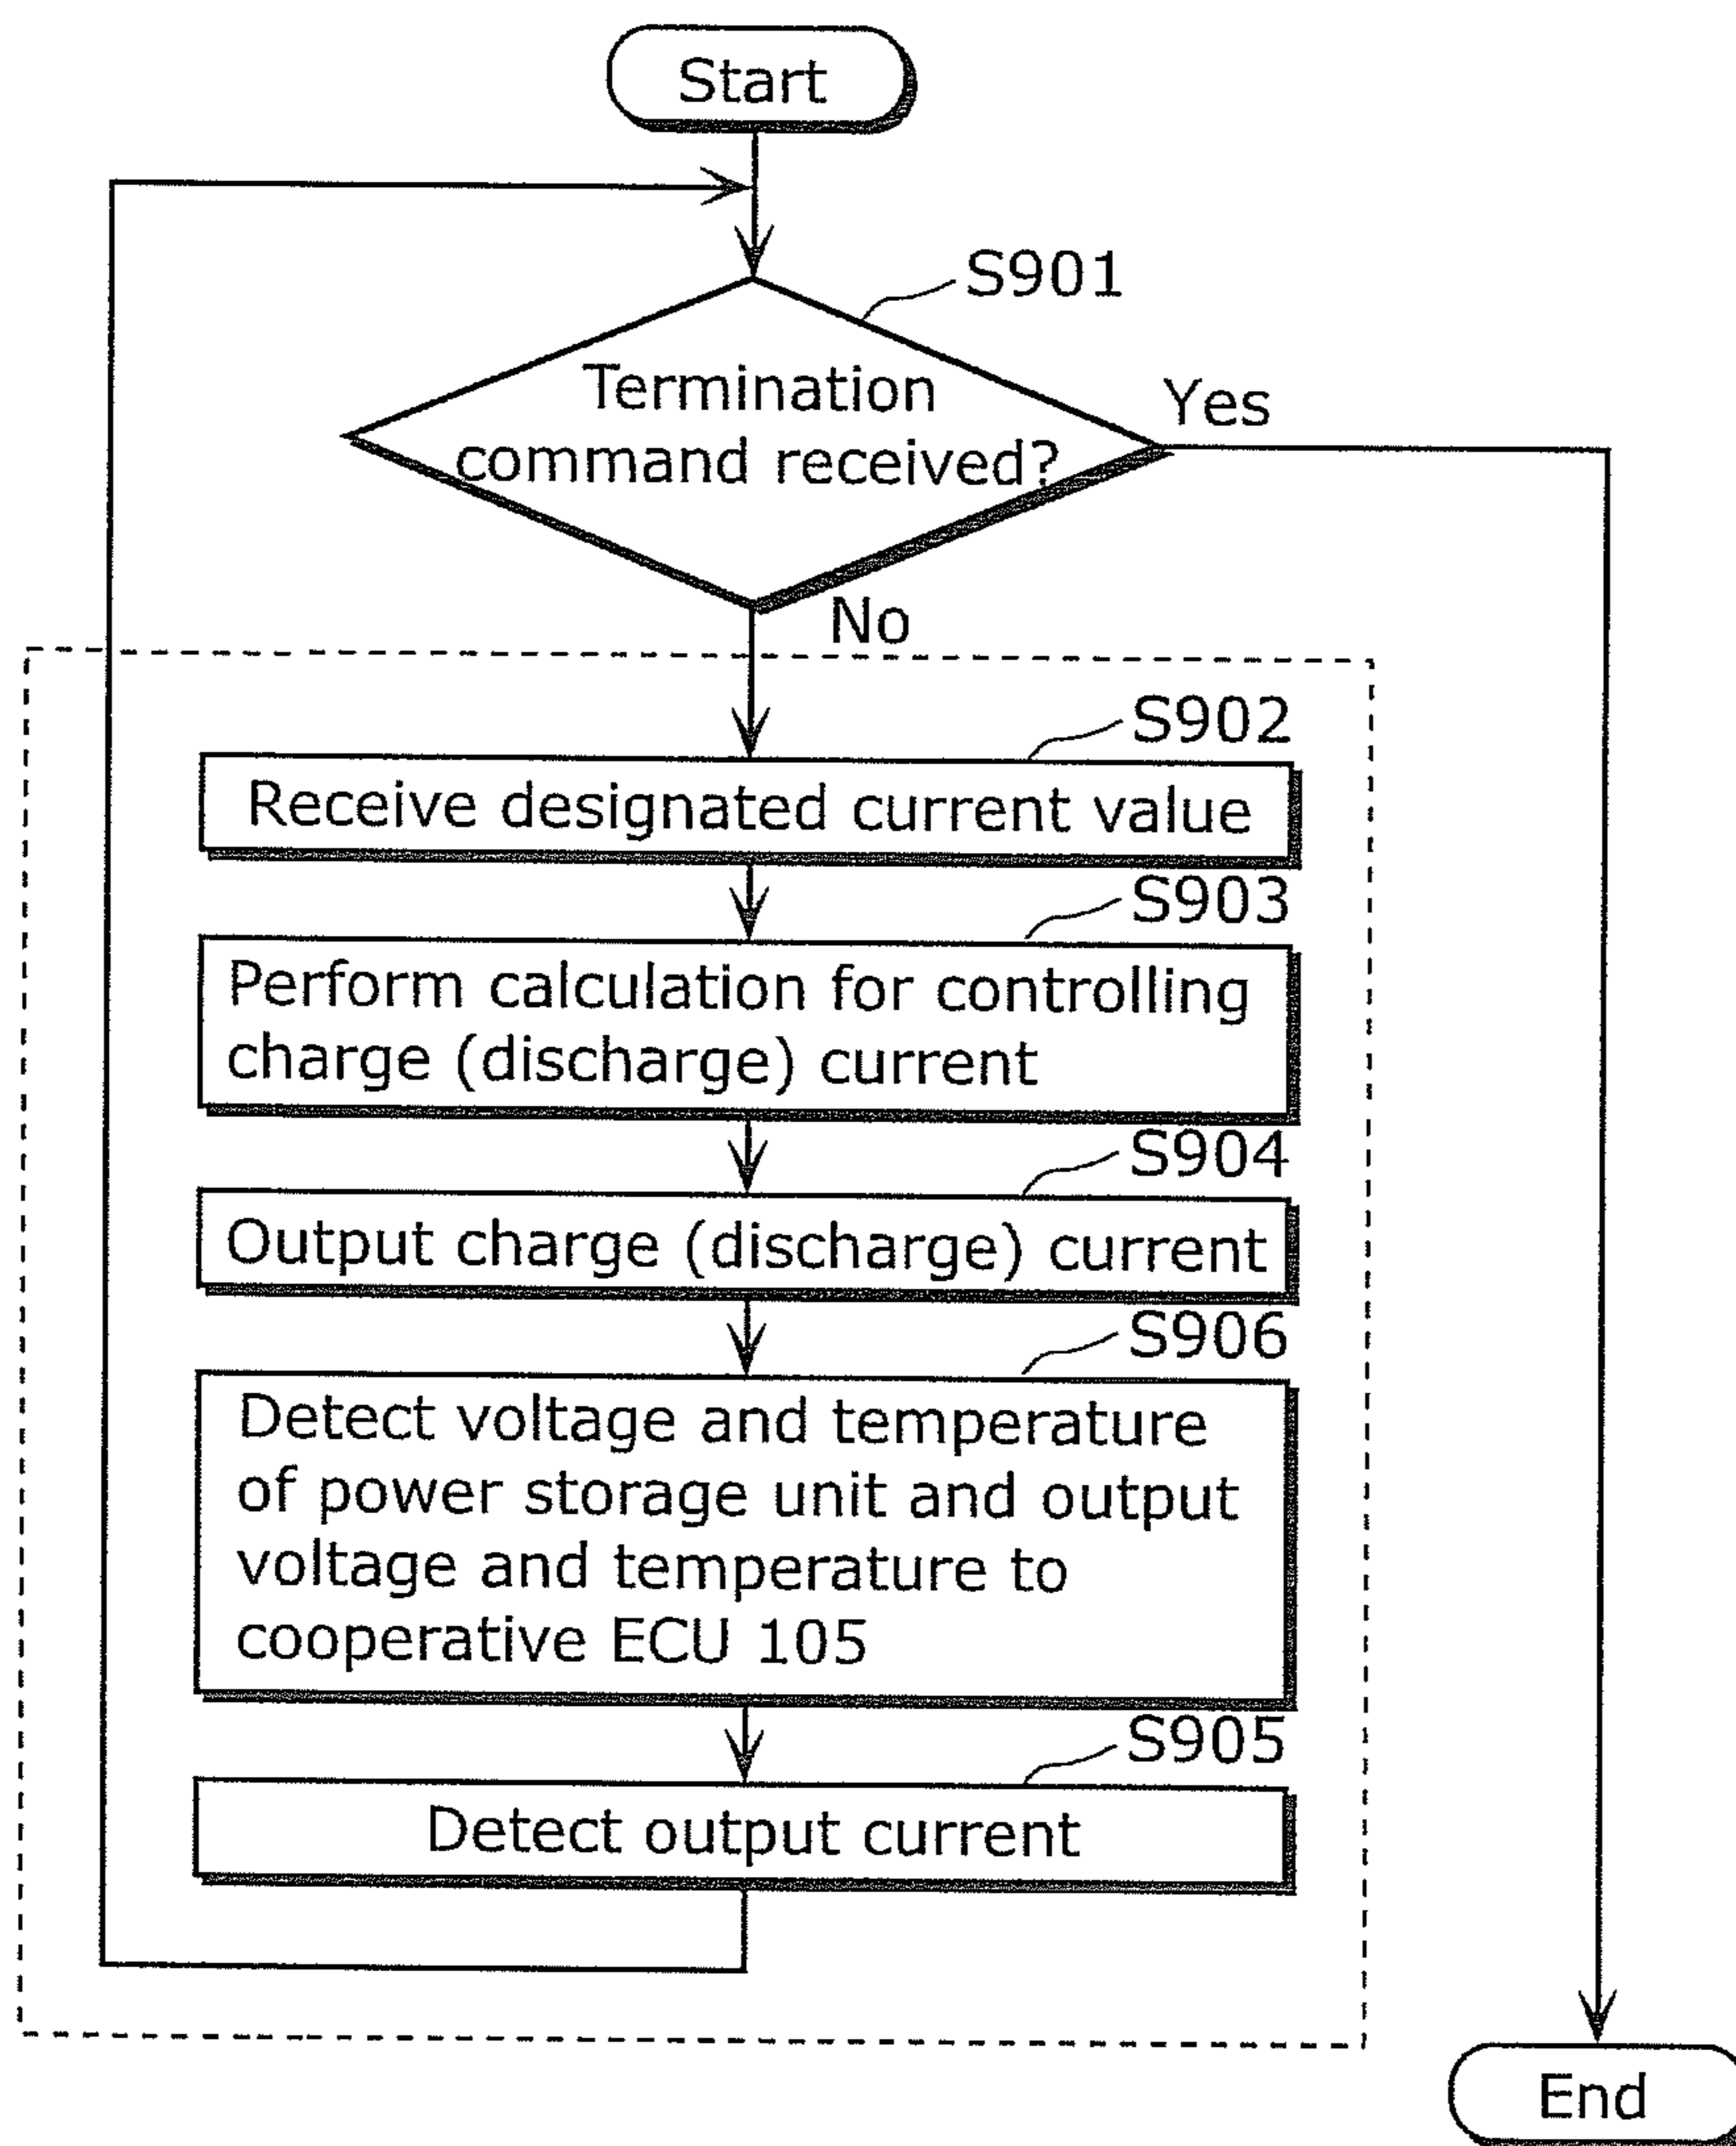 Start
S901
Termination
command received?
Yes
No
S902
Receive designated current value
S903
Perform calculation for controlling
charge (discharge) current
S904
Output charge (discharge) current
S906
Detect voltage and temperature
of power storage unit and output
voltage and temperature to
cooperative ECU 105
S905
Detect output current
End